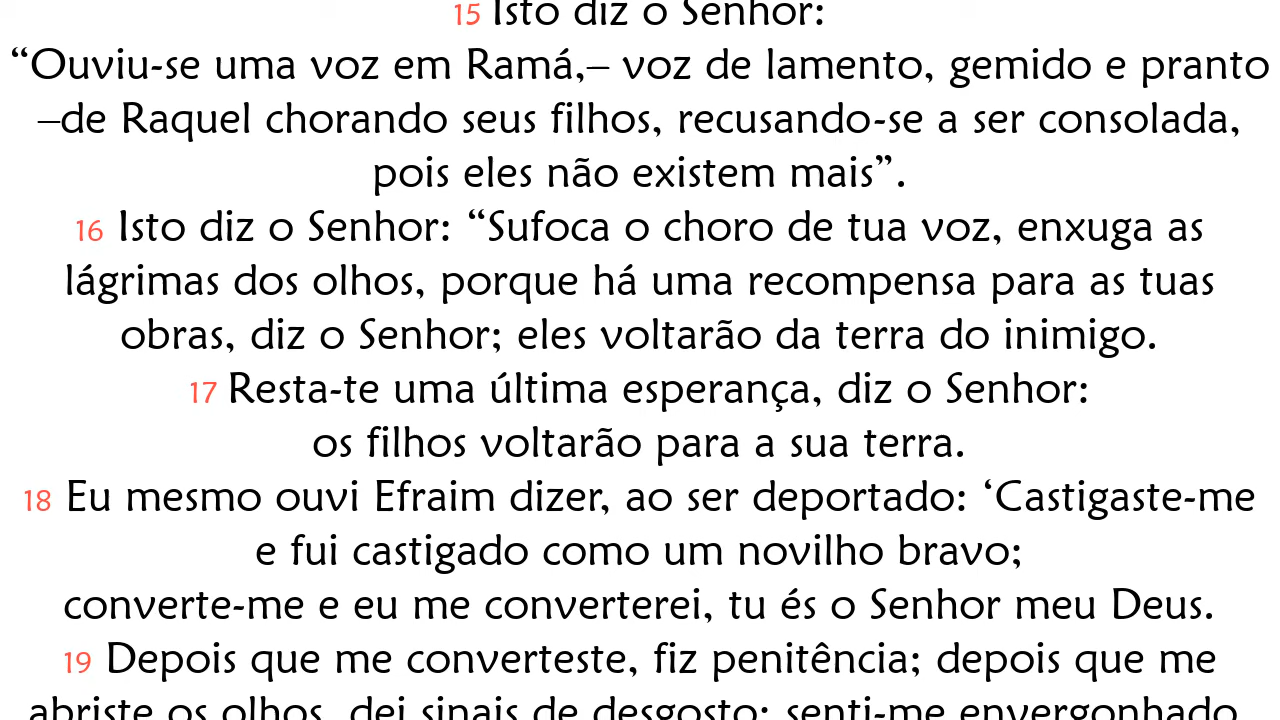 15 Isto diz o Senhor:
“Ouviu-se uma voz em Ramá,– voz de lamento, gemido e pranto
–de Raquel chorando seus filhos, recusando-se a ser consolada,
pois eles não existem mais”.
16 Isto diz o Senhor: “Sufoca o choro de tua voz, enxuga as
lágrimas dos olhos, porque há uma recompensa para as tuas
obras, diz o Senhor; eles voltarão da terra do inimigo.
17 Resta-te uma última esperança, diz o Senhor:
os filhos voltarão para a sua terra.
18 Eu mesmo ouvi Efraim dizer, ao ser deportado: ‘Castigaste-me
e fui castigado como um novilho bravo;
converte-me e eu me converterei, tu és o Senhor meu Deus.
19 Depois que me converteste, fiz penitência; depois que me
abriste os olhos, dei sinais de desgosto; senti-me envergonhado